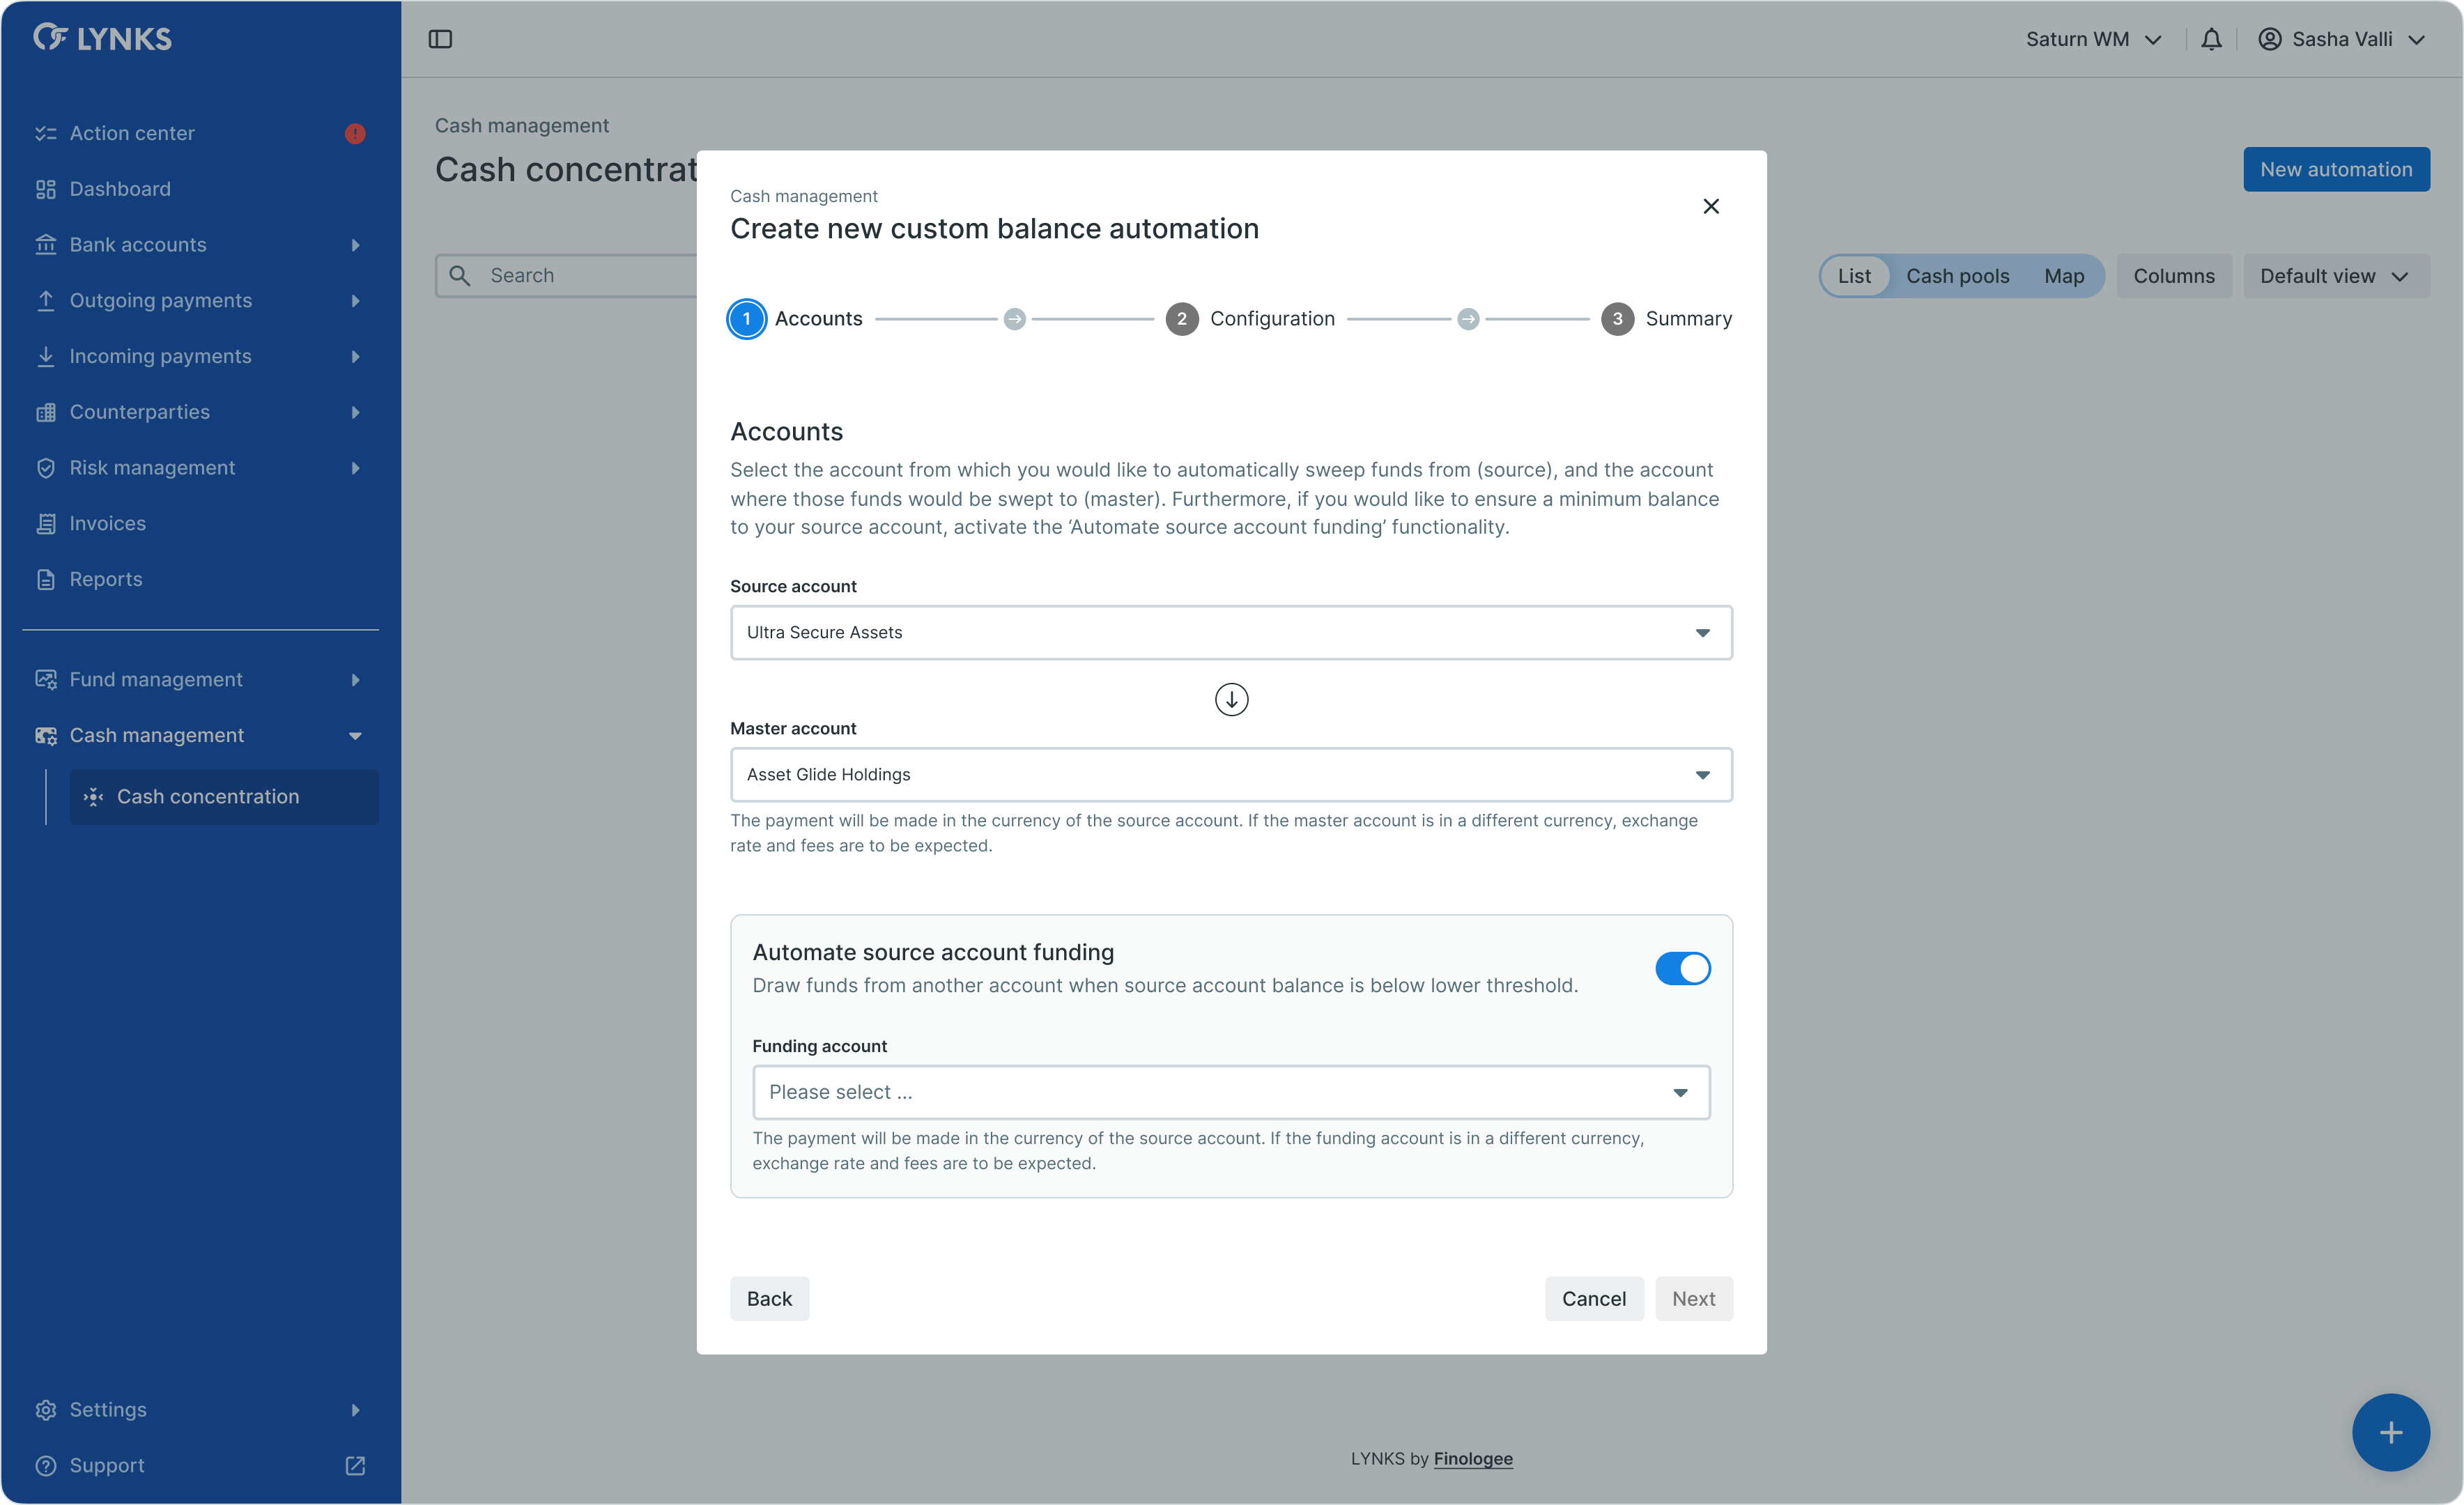 LYNKS
Saturn WM
Sasha Valli
Action center
Dashboard
Bank accounts
Outgoing payments
Incoming payments
Counterparties
Risk management
Invoices
Reports
Fund management
Cash management
Cash concentration
Settings
Support
Cash management
Cash concentrat
New automation
Search
List
Cash pools
Map
Columns
Default view
Cash management
Create new custom balance automation
1 Accounts
2 Configuration
3 Summary
Accounts
Select the account from which you would like to automatically sweep funds from (source), and the account
where those funds would be swept to (master). Furthermore, if you would like to ensure a minimum balance
to your source account, activate the ‘Automate source account funding’ functionality.
Source account
Ultra Secure Assets
Master account
Asset Glide Holdings
The payment will be made in the currency of the source account. If the master account is in a different currency, exchange
rate and fees are to be expected.
Automate source account funding
Draw funds from another account when source account balance is below lower threshold.
Funding account
Please select ...
The payment will be made in the currency of the source account. If the funding account is in a different currency,
exchange rate and fees are to be expected.
Back
Cancel
Next
LYNKS by Finologee